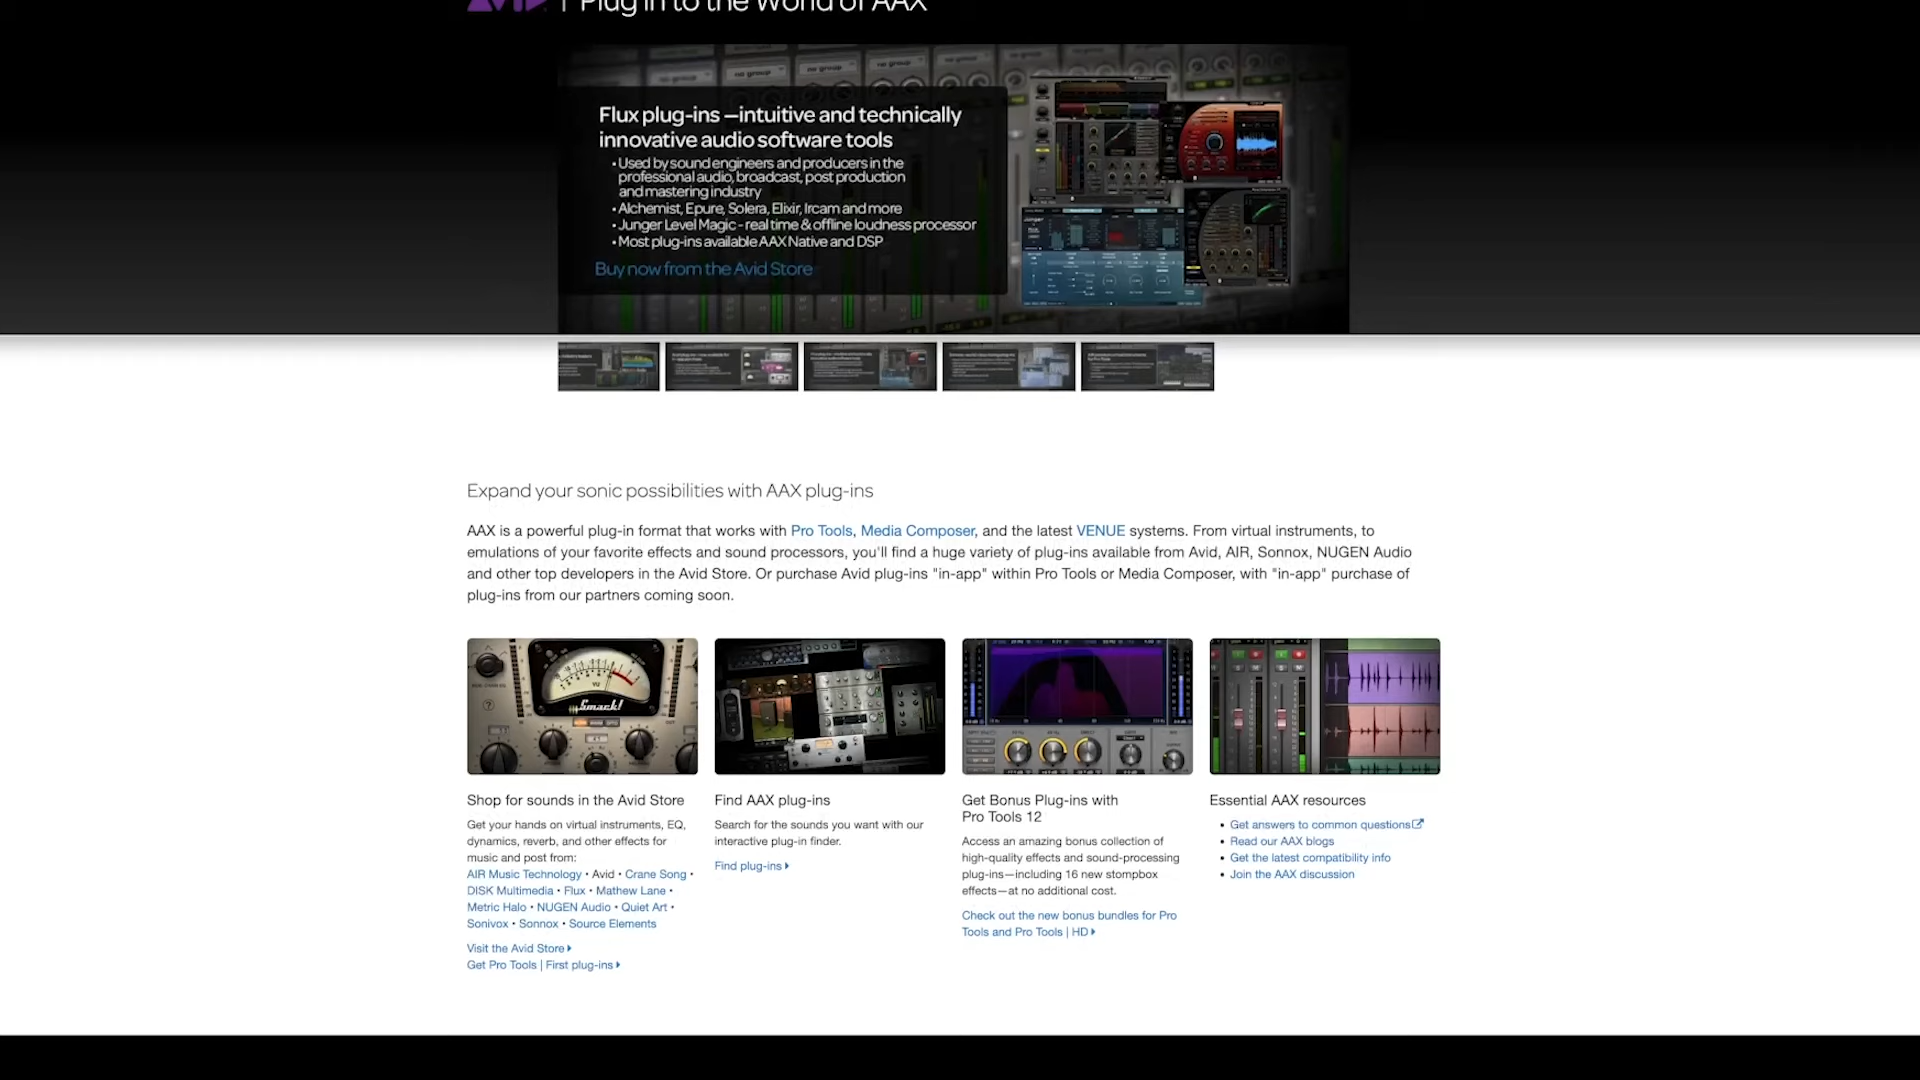 AVID | Plug in to the World of AAX
Flux plug-ins —intuitive and technically
innovative audio software tools
• Used by sound engineers and producers in the
professional audio, broadcast, post production
and mastering industry
• Alchemist, Epure, Solera, Elixir, Ircam and more
• Junger Level Magic - real time & offline loudness processor
• Most plug-ins available AAX Native and DSP
Buy now from the Avid Store
Expand your sonic possibilities with AAX plug-ins
AAX is a powerful plug-in format that works with Pro Tools, Media Composer, and the latest VENUE systems. From virtual instruments, to
emulations of your favorite effects and sound processors, you'll find a huge variety of plug-ins available from Avid, AIR, Sonnox, NUGEN Audio
and other top developers in the Avid Store. Or purchase Avid plug-ins "in-app" within Pro Tools or Media Composer, with "in-app" purchase of
plug-ins from our partners coming soon.
Smack!
Shop for sounds in the Avid Store
Get your hands on virtual instruments, EQ,
dynamics, reverb, and other effects for
music and post from:
AIR Music Technology • Avid • Crane Song •
DISK Multimedia • Flux • Mathew Lane •
Metric Halo • NUGEN Audio • Quiet Art •
Sonivox • Sonnox • Source Elements
Visit the Avid Store
Get Pro Tools | First plug-ins
Find AAX plug-ins
Search for the sounds you want with our
interactive plug-in finder.
Find plug-ins
Get Bonus Plug-ins with
Pro Tools 12
Access an amazing bonus collection of
high-quality effects and sound-processing
plug-ins—including 16 new stompbox
effects—at no additional cost.
Check out the new bonus bundles for Pro
Tools and Pro Tools | HD
Essential AAX resources
• Get answers to common questions
• Read our AAX blogs
• Get the latest compatibility info
• Join the AAX discussion